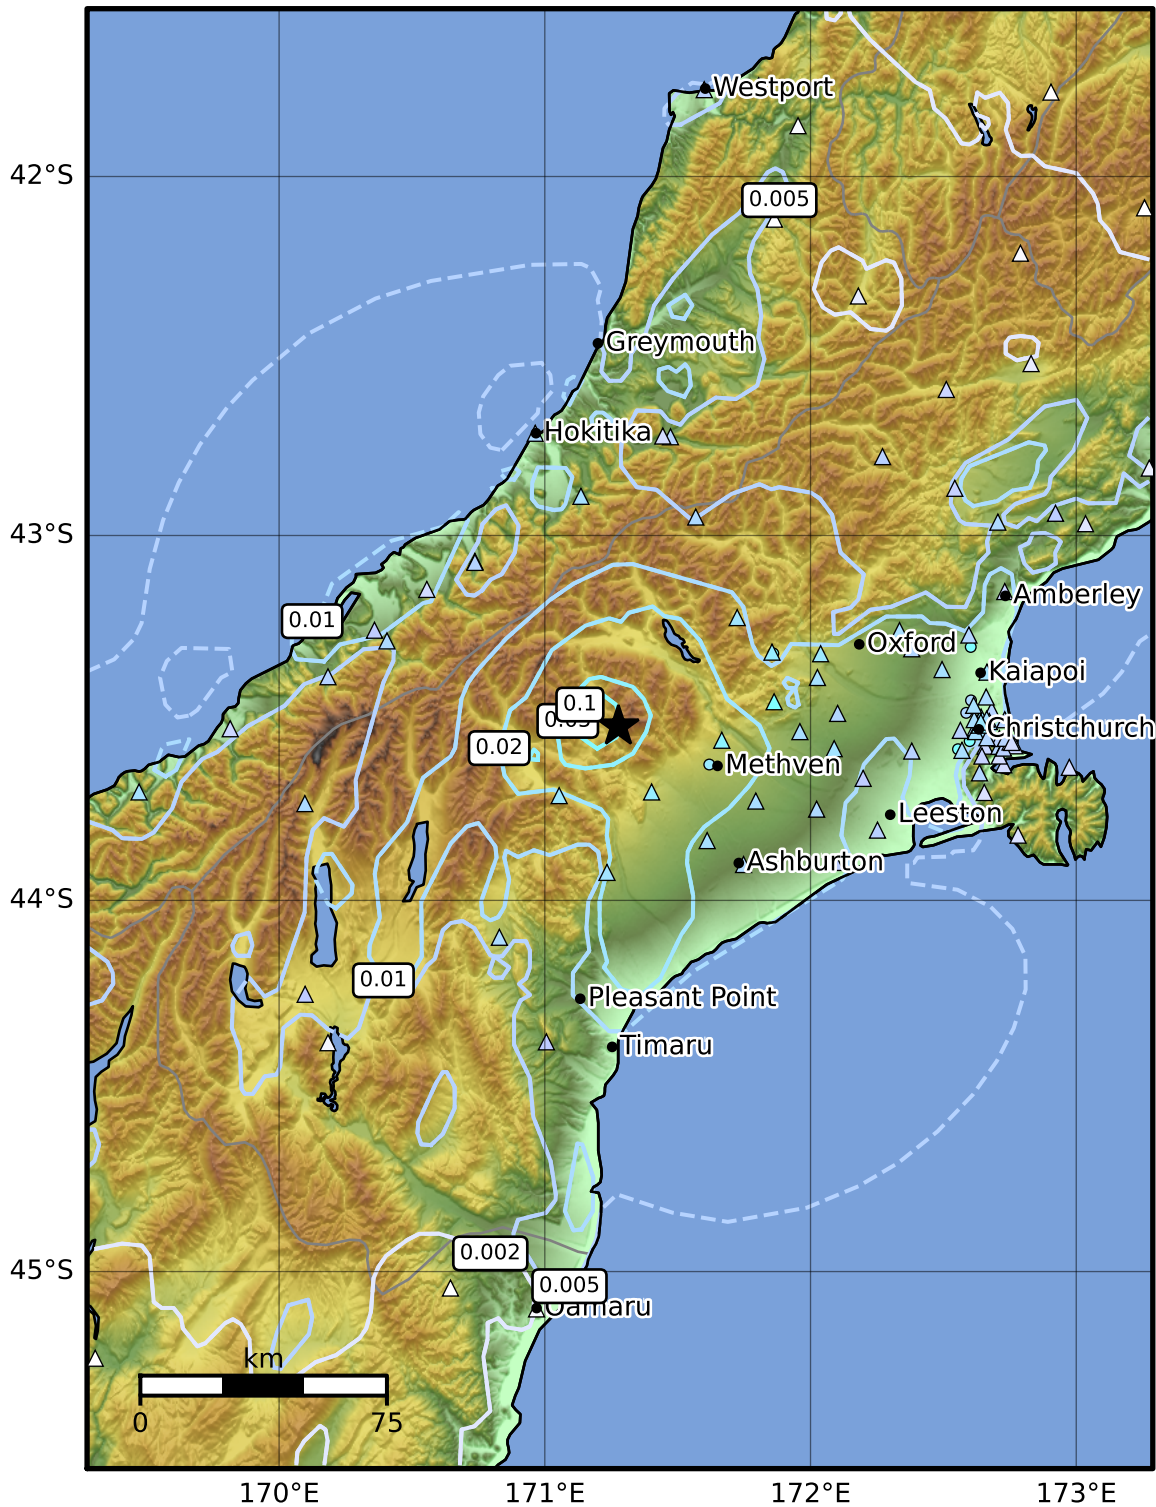 Westport
42°S
0.005
Greymouth
Hokitika
43°S
Amberley
0.01
Oxford
Kaiapoi
0.1
Christchurch
0.02
Methven
Leeston
Ashburton
44°S
0.01
Pleasant Point
Timaru
0.002
45°S
0.005
Oamaru
km
0 75
170°E 171°E 172°E 173°E